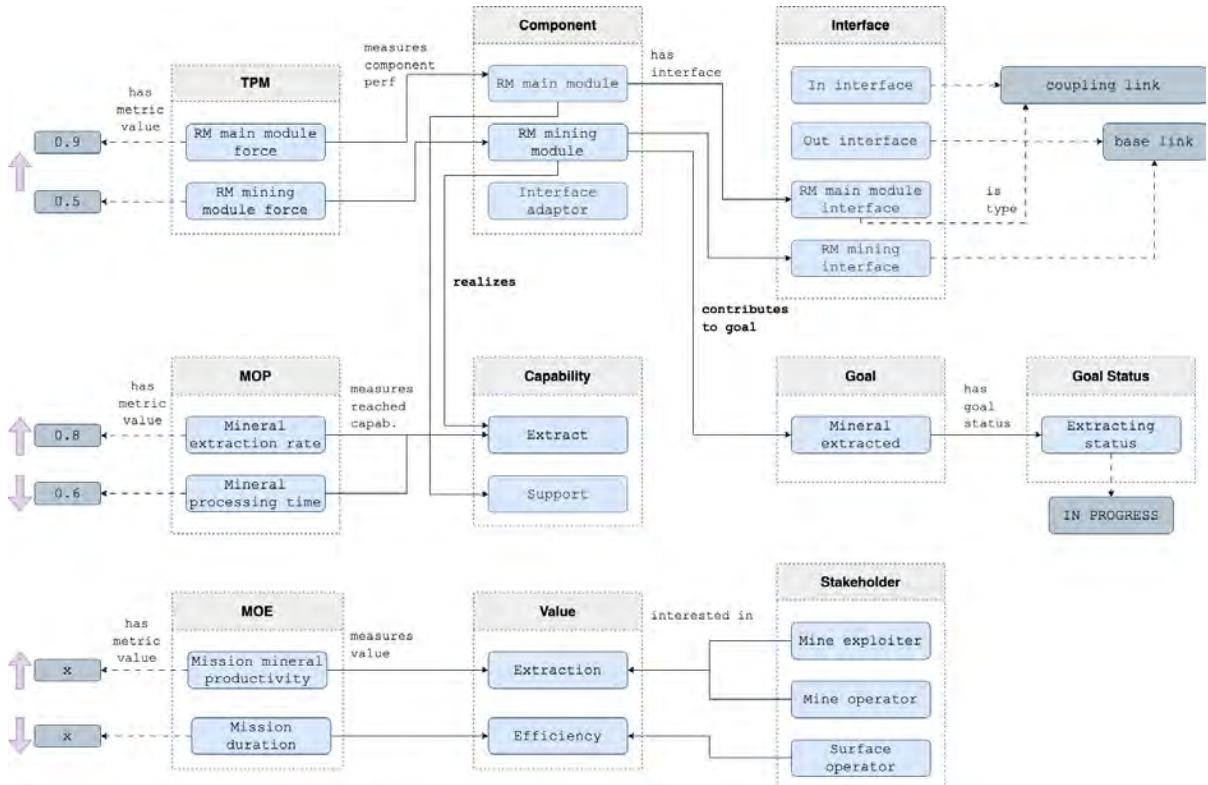 Component
Interface
TPM
measures
component
perf
has
interface
has
metric
value
RM main module
In interface
coupling link
0.9
RM main module
force
RM mining
module
Out interface
base link
0.5
RM mining
module force
Interface
adaptor
RM main module
interface
is
type
RM mining
interface
realizes
contributes
to goal
MOP
Capability
Goal
Goal Status
has
metric
value
measures
reached
capab.
has
goal
status
0.8
Mineral
extraction rate
Extract
Mineral
extracted
Extracting
status
0.6
Mineral
processing time
Support
IN PROGRESS
MOE
Value
Stakeholder
has
metric
value
measures
value
interested in
Mine exploiter
x
Mission mineral
productivity
Extraction
Mine operator
x
Mission
duration
Efficiency
Surface
operator